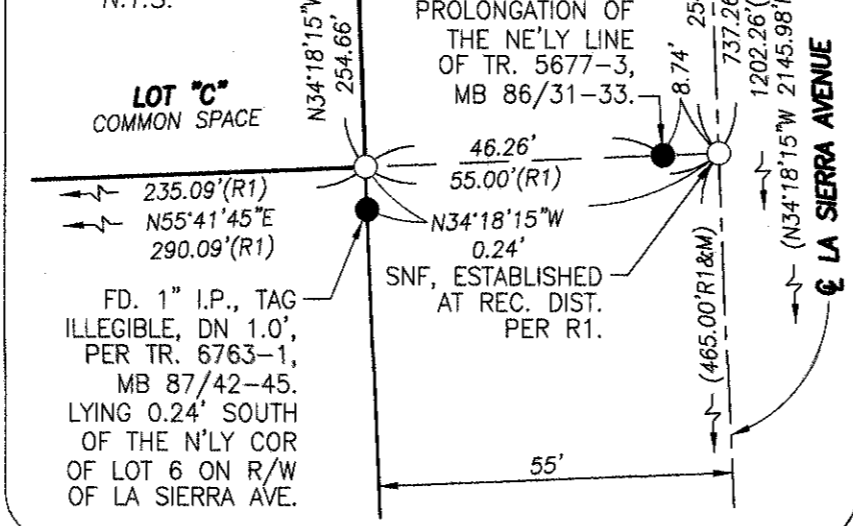 N.T.S.
LOT "C"
COMMON SPACE
N34°18'15"W
254.66'
PROLONGATION OF
THE NE'LY LINE
OF TR. 5677-3,
MB 86/31-33.
8.74'
737.26
1202.26'
(N34°18'15"W 2145.98'
℄ LA SIERRA AVENUE
46.26'
55.00'(R1)
235.09'(R1)
N55°41'45"E
290.09'(R1)
N34°18'15"W
0.24'
SNF, ESTABLISHED
AT REC. DIST.
PER R1.
(465.00'R1&M)
FD. 1" I.P., TAG
ILLEGIBLE, DN 1.0',
PER TR. 6763-1,
MB 87/42-45.
LYING 0.24' SOUTH
OF THE N'LY COR
OF LOT 6 ON R/W
OF LA SIERRA AVE.
55'